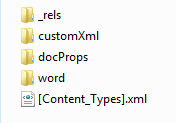 _rels
customXml
docProps
word
[Content_Types].xml